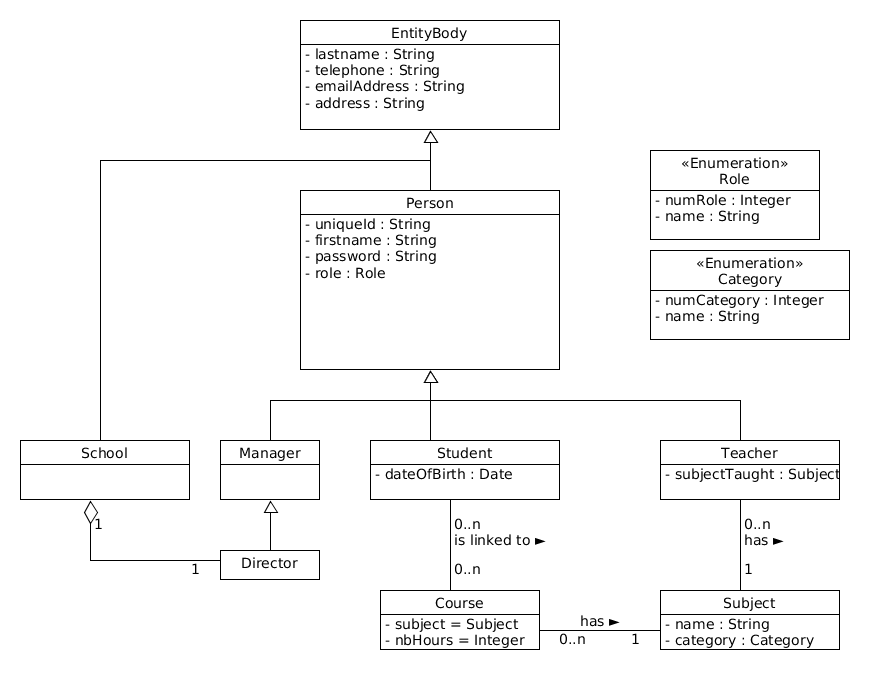 EntityBody
- lastname : String
- telephone : String
- emailAddress : String
- address : String
«Enumeration»
Role
- numRole : Integer
- name : String
Person
- uniqueId : String
- firstname : String
- password : String
- role : Role
«Enumeration»
Category
- numCategory : Integer
- name : String
School
Manager
Student
- dateOfBirth : Date
Teacher
- subjectTaught : Subject
1
1
Director
0..n
is linked to ►
0..n
0..n
has ►
1
Course
- subject = Subject
- nbHours = Integer
has ►
0..n
1
Subject
- name : String
- category : Category